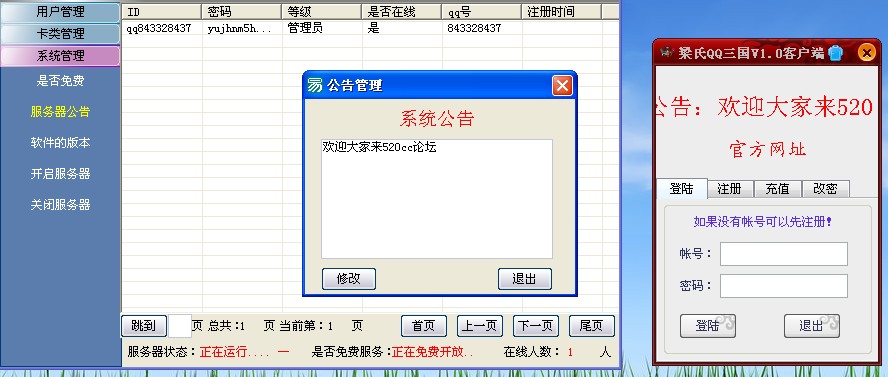 用户管理
卡类管理
系统管理
是否免费
服务器公告
软件的版本
开启服务器
关闭服务器
ID 密码 等级 是否在线 qq号 注册时间
qq843328437 yujhnm5h... 管理员 是 843328437
公告管理
系统公告
欢迎大家来520cc论坛
修改 退出
跳到 页 总共:1 页 当前第:1 页 首页 上一页 下一页 尾页
服务器状态:正在运行.... 一 是否免费服务:正在免费开放.. 在线人数: 1 人
梁氏QQ三国V1.0客户端
公告: 欢迎大家来520
官方网址
登陆 注册 充值 改密
如果没有帐号可以先注册!
帐号:
密码:
登陆 退出